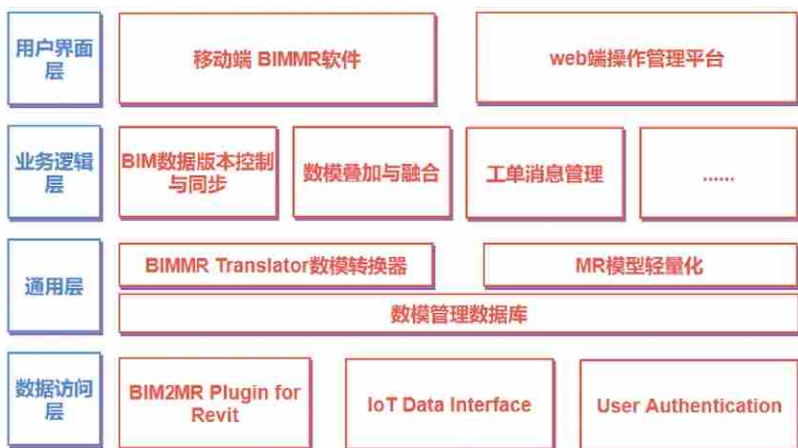 用户界面
层
移动端 BIMMR软件
web端操作管理平台
业务逻辑
层
BIM数据版本控制
与同步
数模叠加与融合
工单消息管理
......
通用层
BIMMR Translator数模转换器
MR模型轻量化
数模管理数据库
数据访问
层
BIM2MR Plugin for
Revit
IoT Data Interface
User Authentication